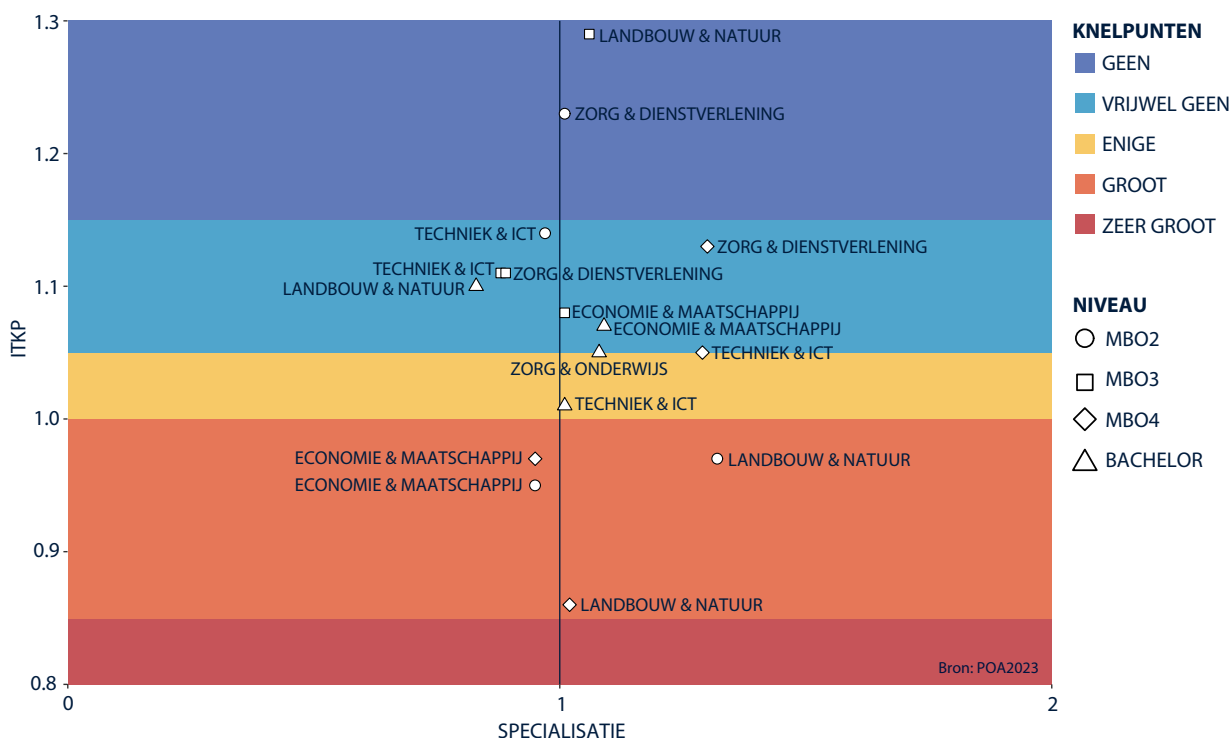 1.3
1.2
1.1
1.0
0.9
0.8
ITKP
LANDBOUW & NATUUR
ZORG & DIENSTVERLENING
TECHNIEK & ICT
ZORG & DIENSTVERLENING
TECHNIEK & ICT
ZORG & DIENSTVERLENING
LANDBOUW & NATUUR
ECONOMIE & MAATSCHAPPIJ
ECONOMIE & MAATSCHAPPIJ
TECHNIEK & ICT
ZORG & ONDERWIJS
TECHNIEK & ICT
ECONOMIE & MAATSCHAPPIJ
LANDBOUW & NATUUR
ECONOMIE & MAATSCHAPPIJ
LANDBOUW & NATUUR
Bron: POA2023
0
1
2
SPECIALISATIE
KNELPUNTEN
GEEN
VRIJWEL GEEN
ENIGE
GROOT
ZEER GROOT
NIVEAU
MBO2
MBO3
MBO4
BACHELOR